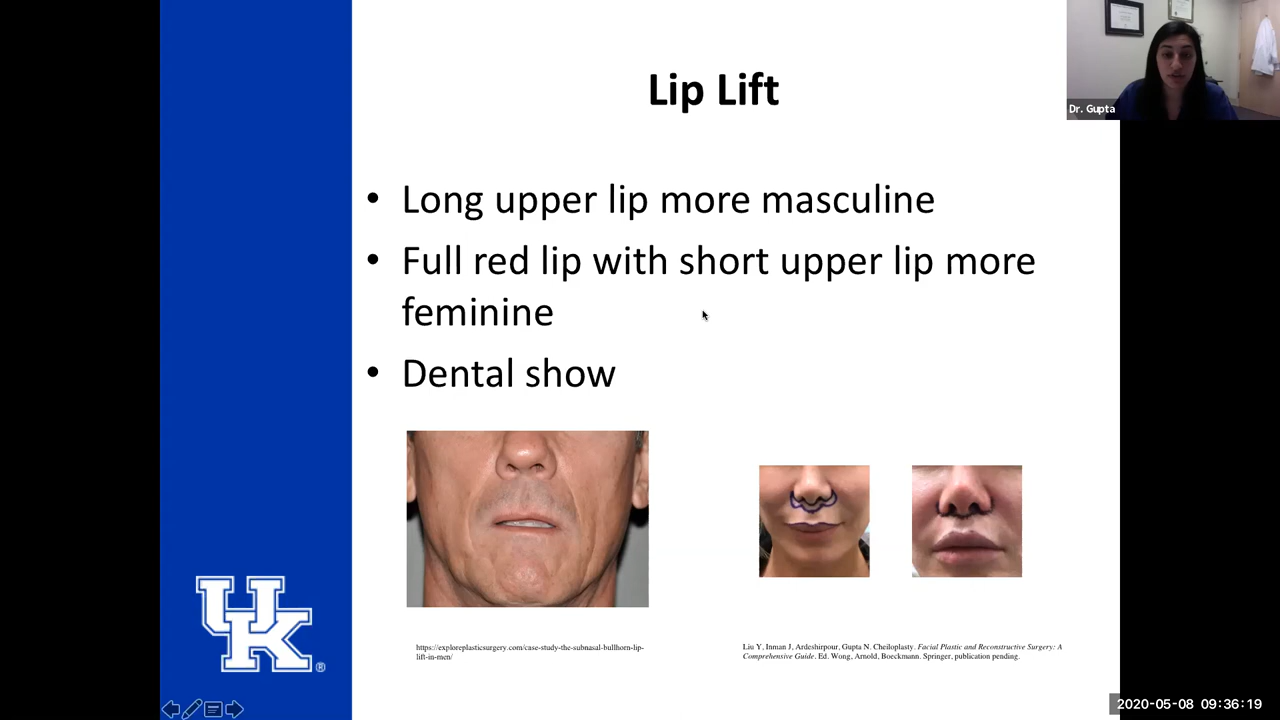 Lip Lift
Dr. Gupta
• Long upper lip more masculine
• Full red lip with short upper lip more
feminine
• Dental show
https://exploreplasticsurgery.com/case-study-the-subnasal-bullhorn-lip-
lift-in-men/
Liu Y, Inman J, Ardeshirpour, Gupta N. Cheiloplasty. Facial Plastic and Reconstructive Surgery: A
Comprehensive Guide. Ed. Wong, Arnold, Boeckmann. Springer, publication pending.
UK®
2020-05-08 09:36:19